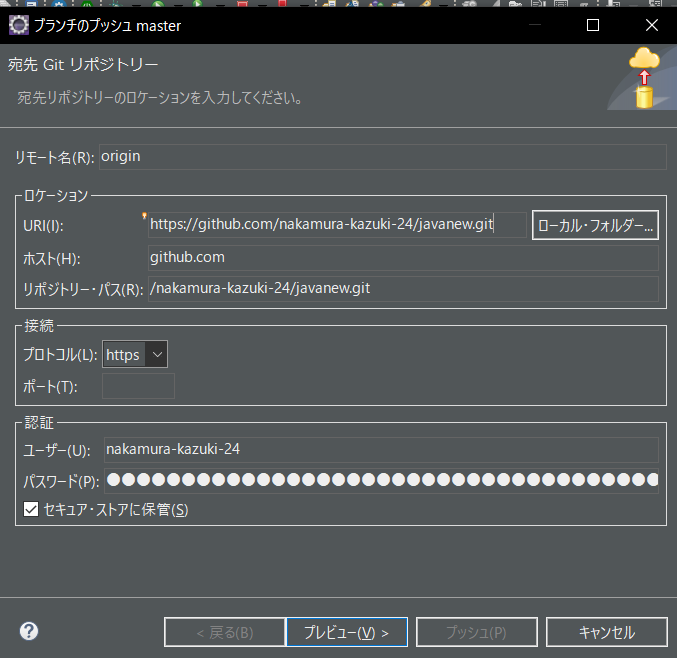 ブランチのプッシュ master
宛先 Git リポジトリー
宛先リポジトリーのロケーションを入力してください。
リモート名(R): origin
ロケーション
URI(I): https://github.com/nakamura-kazuki-24/javanew.git ローカル・フォルダー...
ホスト(H): github.com
リポジトリー・パス(R): /nakamura-kazuki-24/javanew.git
接続
プロトコル(L): https
ポート(T):
認証
ユーザー(U): nakamura-kazuki-24
パスワード(P): ●●●●●●●●●●●●●●●●●●●●●●●●●●●●●●●●●●●●●
セキュア・ストアに保管(S)
< 戻る(B) プレビュー(V) > プッシュ(P) キャンセル